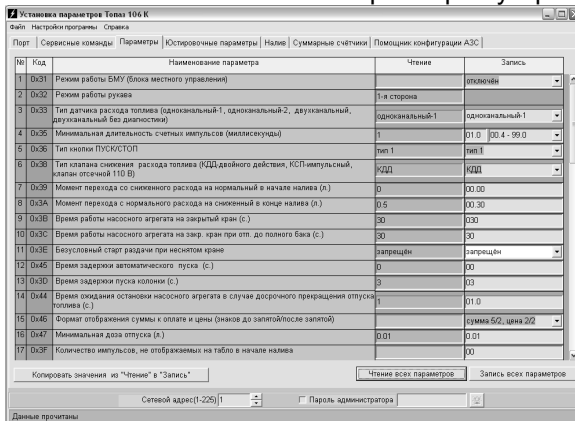 Установка параметров Топаз 106 К
Файл Настройки программы Справка
Порт Сервисные команды Параметры Юстировочные параметры Налив Суммарные счётчики Помощник конфигурации АЗС
№ Код Наименование параметра Чтение Запись
1 0x31 Режим работы БМУ (блока местного управления) отключён
2 0x32 Режим работы рукава 1-я сторона
3 0x33 Тип датчика расхода топлива (одноканальный-1, одноканальный-2, двухканальный, двухканальный без диагностики) одноканальный-1 одноканальный-1
4 0x35 Минимальная длительность счетных импульсов (миллисекунды) 1 01.0 00.4 - 99.0
5 0x36 Тип кнопки ПУСК/СТОП тип 1 тип 1
6 0x38 Тип клапана снижения расхода топлива (КДД-двойного действия, КСП-импульсный, клапан отсечной 110 В) КДД КДД
7 0x39 Момент перехода со сниженного расхода на нормальный в начале налива (л.) 0 00.00
8 0x3A Момент перехода с нормального расхода на сниженный в конце налива (л.) 0.5 00.30
9 0x3B Время работы насосного агрегата на закрытый кран (с.) 30 030
10 0x3C Время работы насосного агрегата на закр. кран при отп. до полного бака (с.) 30 30
11 0x3E Безусловный старт раздачи при неснятом кране запрещён запрещён
12 0x45 Время задержки автоматического пуска (с.) 0 00
13 0x3D Время задержки пуска колонки (с.) 3 03
14 0x44 Время ожидания остановки насосного агрегата в случае досрочного прекращения отпуска топлива (с.) 1 01.0
15 0x46 Формат отображения суммы к оплате и цены (знаков до запятой/после запятой) сумма 5/2, цена 2/2
16 0x47 Минимальная доза отпуска (л.) 0.01 0.01
17 0x3F Количество импульсов, не отображаемых на табло в начале налива 00
Копировать значения из "Чтение" в "Запись" Чтение всех параметров Запись всех параметров
Сетевой адрес(1-225) 1 Пароль администратора
Данные прочитаны